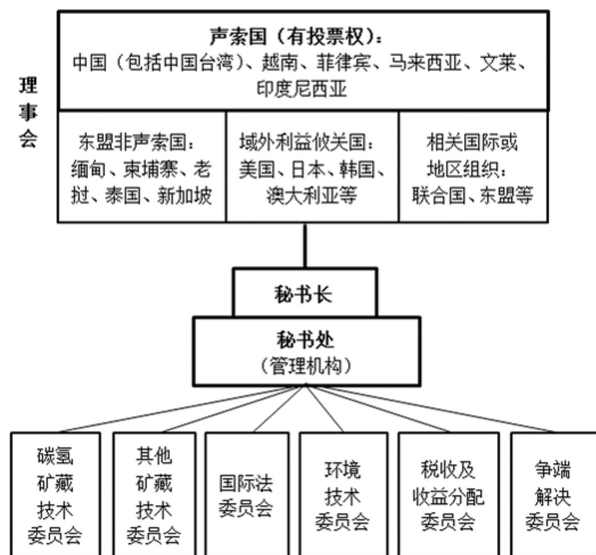 声索国（有投票权）：
中国（包括中国台湾）、越南、菲律宾、马来西亚、文莱、
印度尼西亚
理
事
会
东盟非声索国：
缅甸、柬埔寨、老
挝、泰国、新加坡
域外利益攸关国：
美国、日本、韩国、
澳大利亚等
相关国际或
地区组织：
联合国、东盟等
秘书长
秘书处
（管理机构）
碳氢
矿藏
技术
委员会
其他
矿藏
技术
委员会
国际法
委员会
环境
技术
委员会
税收及
收益分配
委员会
争端
解决
委员会